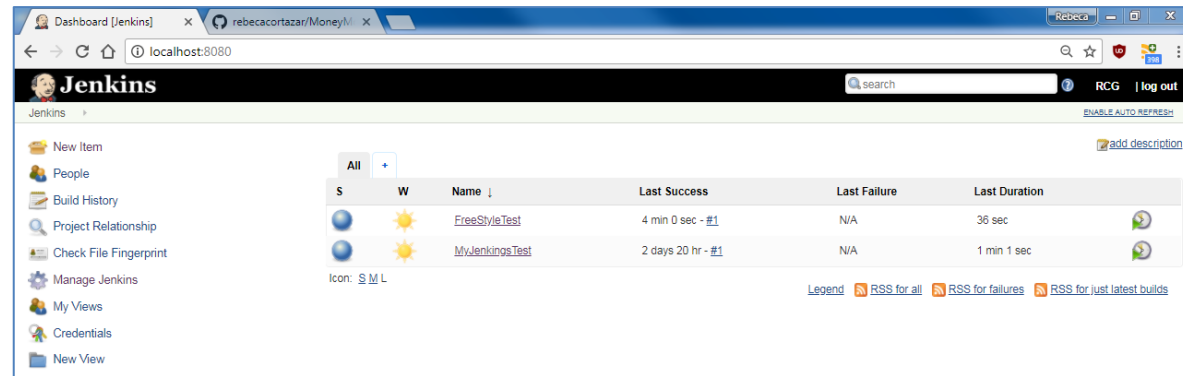 Dashboard [Jenkins] rebecacortazar/MoneyM Rebeca
localhost:8080 398
Jenkins search RCG | log out
Jenkins ENABLE AUTO REFRESH
New Item add description
People All +
S W Name ↓ Last Success Last Failure Last Duration
Build History
Project Relationship FreeStyleTest 4 min 0 sec - #1 N/A 36 sec
Check File Fingerprint MyJenkingsTest 2 days 20 hr - #1 N/A 1 min 1 sec
Manage Jenkins Icon: S M L
Legend RSS for all RSS for failures RSS for just latest builds
My Views
Credentials
New View